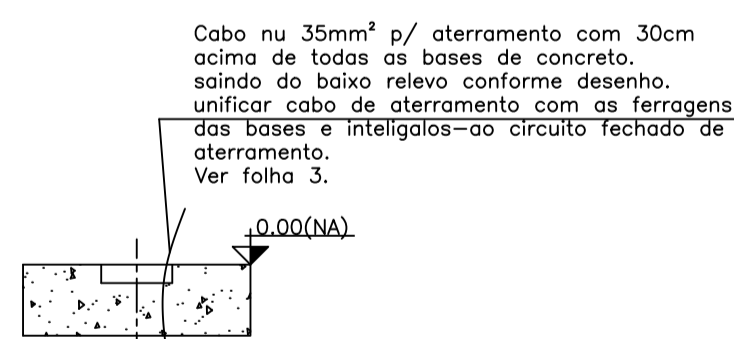 Cabo nu 35mm² p/ aterramento com 30cm
acima de todas as bases de concreto.
saindo do baixo relevo conforme desenho.
unificar cabo de aterramento com as ferragens
das bases e inteligalos-ao circuito fechado de
aterramento.
Ver folha 3.
0.00(NA)